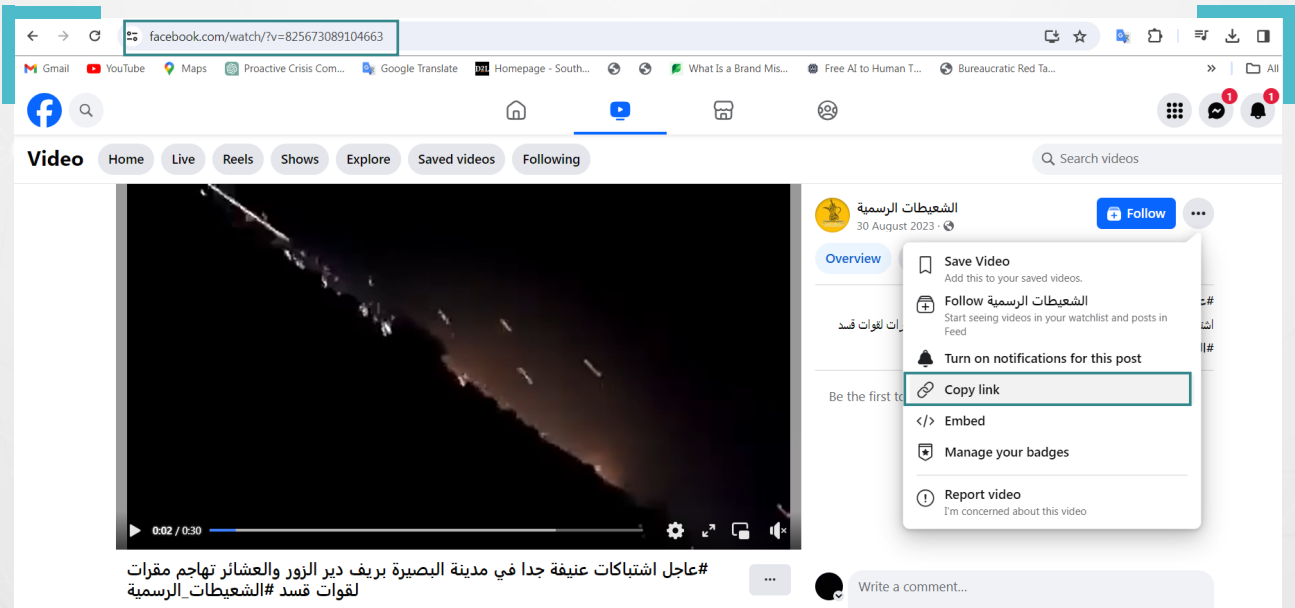 facebook.com/watch/?v=825673089104663
Gmail
YouTube
Maps
Proactive Crisis Com...
Google Translate
D2L
Homepage - South...
What Is a Brand Mis...
Free AI to Human T...
Bureaucratic Red Ta...
»
All
1
1
Video
Home
Live
Reels
Shows
Explore
Saved videos
Following
Search videos
الشعيطات الرسمية
30 August 2023 ·
Follow
Overview
Save Video
Add this to your saved videos.
Follow الشعيطات الرسمية
Start seeing videos in your watchlist and posts in
Feed
Turn on notifications for this post
Copy link
Embed
Manage your badges
Report video
I'm concerned about this video
لقوات قسد
Be the first
0:02 / 0:30
#عاجل اشتباكات عنيفة جدا في مدينة البصيرة بريف دير الزور والعشائر تهاجم مقرات
لقوات قسد #الشعيطات_الرسمية
Write a comment...